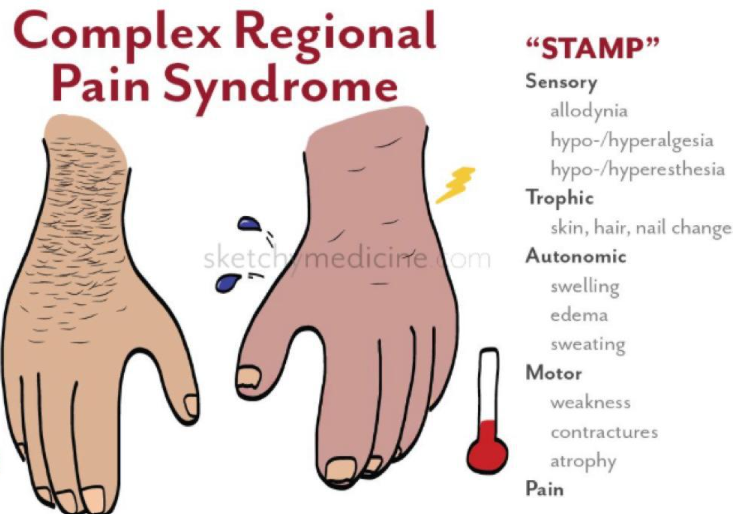 Complex Regional
Pain Syndrome
sketchymedicine.com
“STAMP”
Sensory
allodynia
hypo-/hyperalgesia
hypo-/hyperesthesia
Trophic
skin, hair, nail change
Autonomic
swelling
edema
sweating
Motor
weakness
contractures
atrophy
Pain